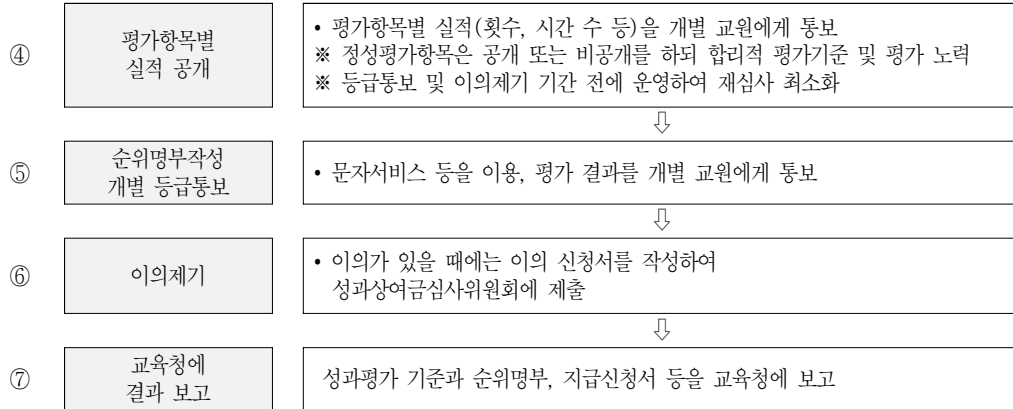 ④
평가항목별
실적 공개
• 평가항목별 실적(횟수, 시간 수 등)을 개별 교원에게 통보
※ 정성평가항목은 공개 또는 비공개를 하되 합리적 평가기준 및 평가 노력
※ 등급통보 및 이의제기 기간 전에 운영하여 재심사 최소화
⇩
⑤
순위명부작성
개별 등급통보
• 문자서비스 등을 이용, 평가 결과를 개별 교원에게 통보
⇩
⑥
이의제기
• 이의가 있을 때에는 이의 신청서를 작성하여
성과상여금심사위원회에 제출
⇩
⑦
교육청에
결과 보고
성과평가 기준과 순위명부, 지급신청서 등을 교육청에 보고